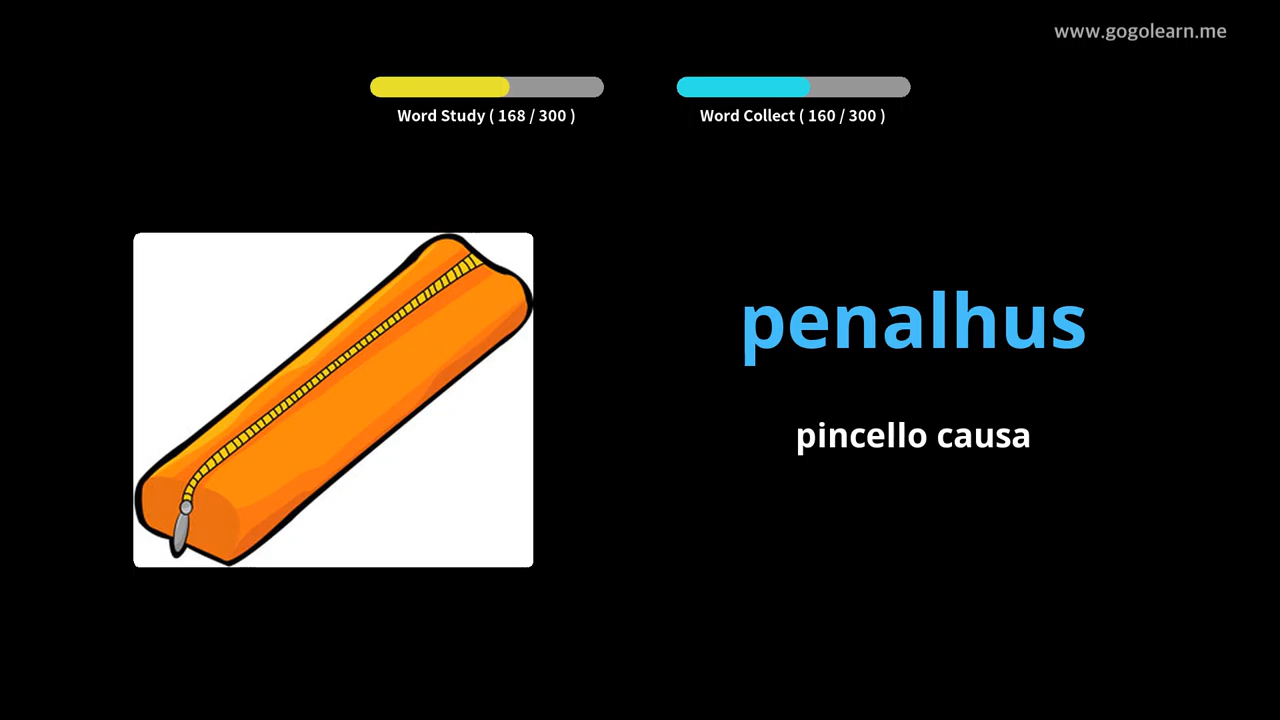 www.gogolearn.me
Word Study ( 168 / 300 )
Word Collect ( 160 / 300 )
penalhus
pincello causa